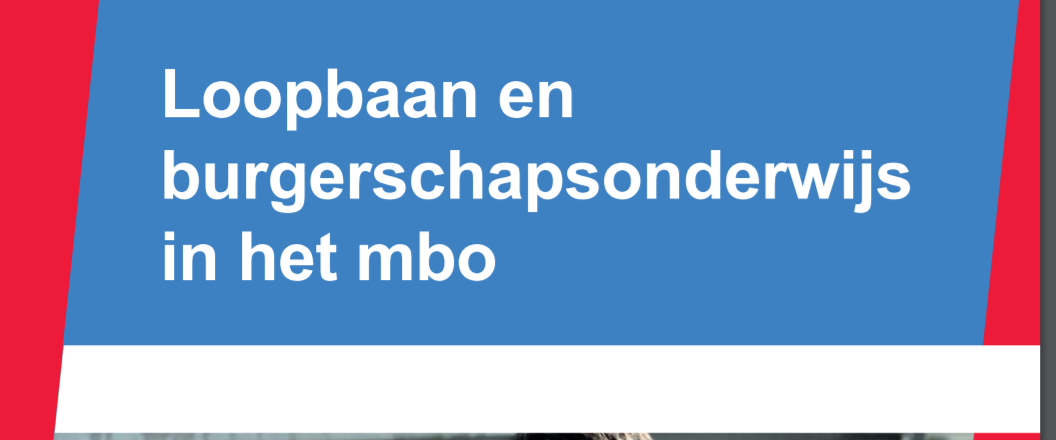 Loopbaan en
burgerschapsonderwijs
in het mbo